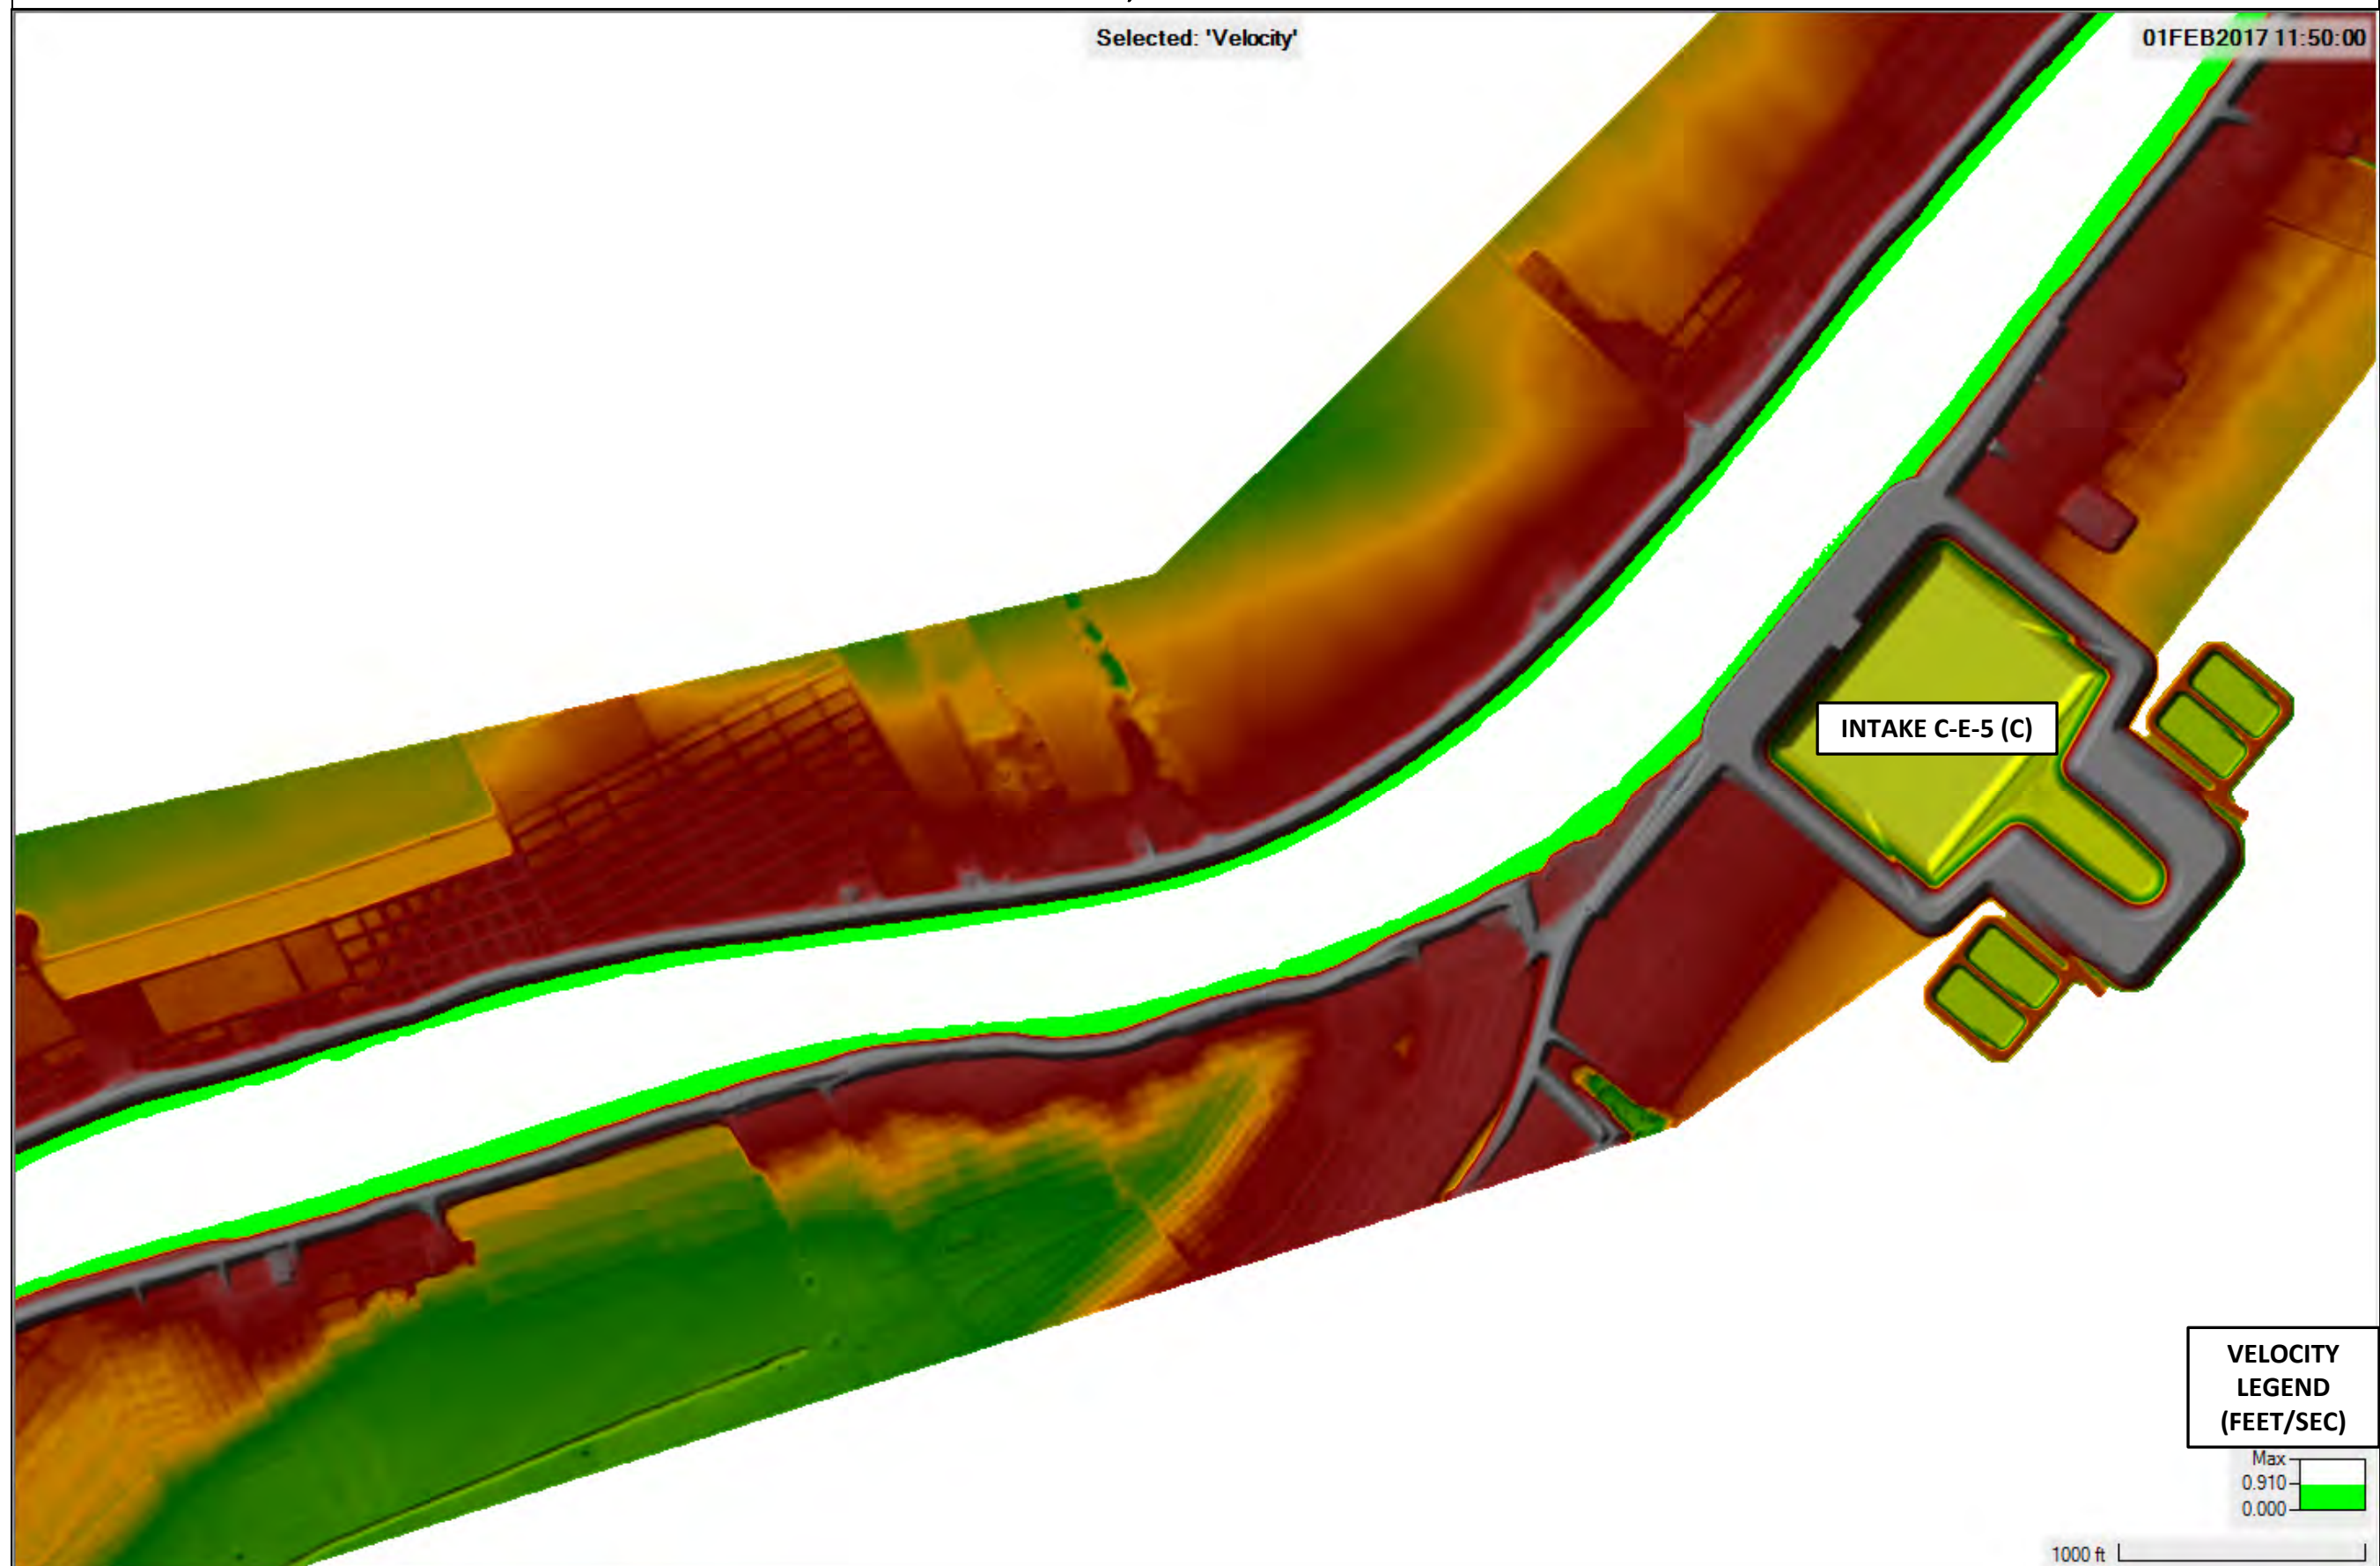 Selected: 'Velocity'
01FEB2017 11:50:00
INTAKE C-E-5 (C)
VELOCITY
LEGEND
(FEET/SEC)
Max
0.910
0.000
1000 ft